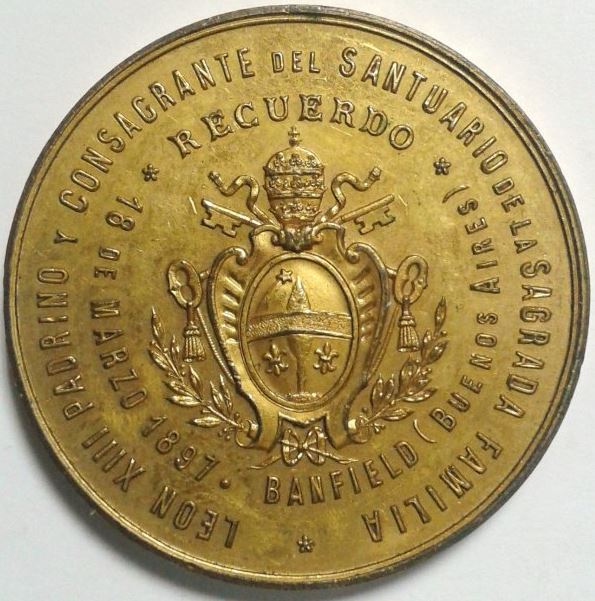 LEON XIII PADRINO Y CONSAGRANTE DEL SANTUARIO DE LA SAGRADA FAMILIA
* RECUERDO *
18 DE MARZO 1897. BANFIELD (BUENOS AIRES)